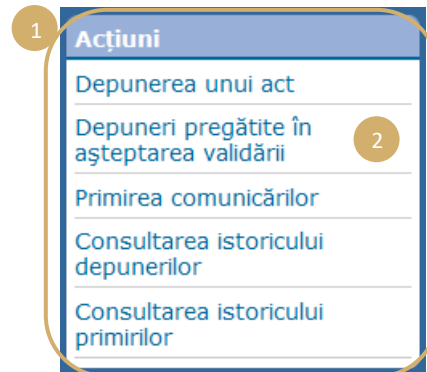 1
Acțiuni
Depunerea unui act
Depuneri pregătite în
așteptarea validării
2
Primirea comunicărilor
Consultarea istoricului
depunerilor
Consultarea istoricului
primirilor